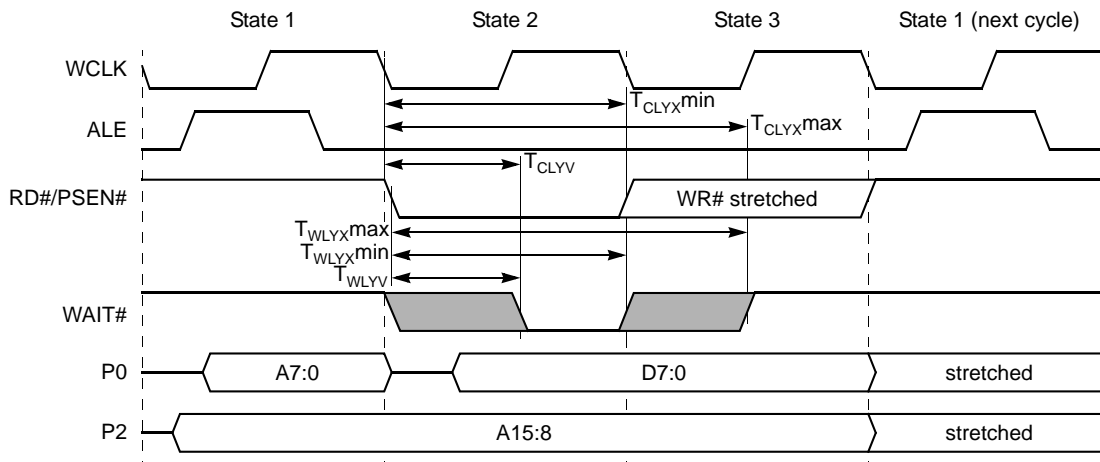 State 1 State 2 State 3 State 1 (next cycle)
WCLK
T_CLYX min
ALE
T_CLYX max
T_CLYV
RD#/PSEN#
WR# stretched
T_WLYX max
T_WLYX min
T_WLYV
WAIT#
P0 A7:0 D7:0 stretched
P2 A15:8 stretched